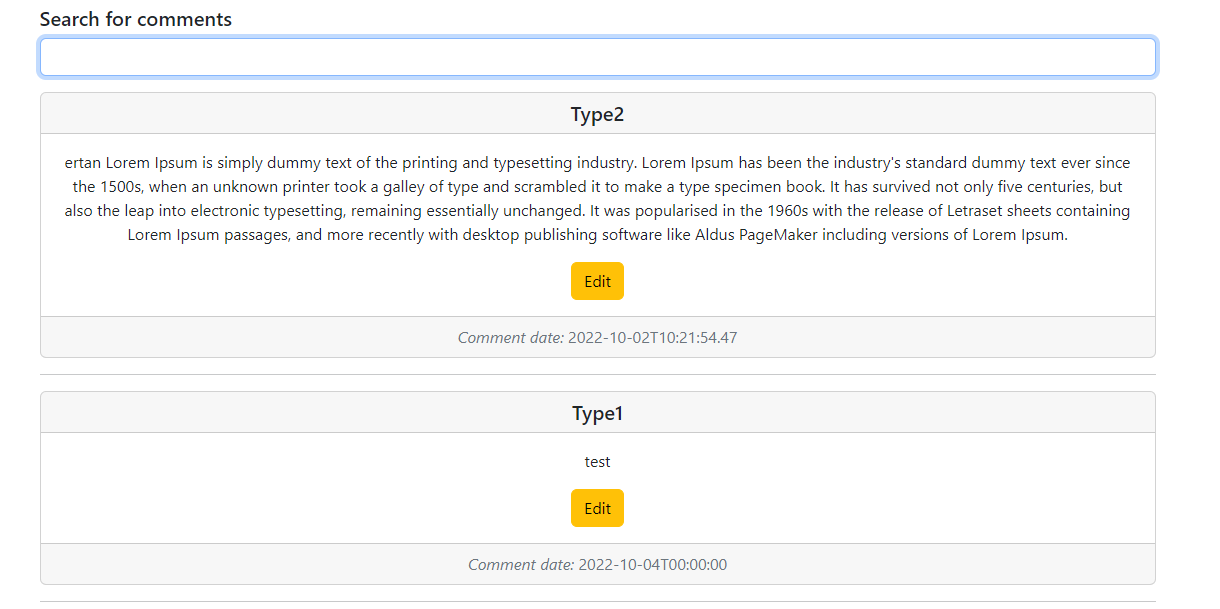 Search for comments
Type2
ertan Lorem Ipsum is simply dummy text of the printing and typesetting industry. Lorem Ipsum has been the industry's standard dummy text ever since
the 1500s, when an unknown printer took a galley of type and scrambled it to make a type specimen book. It has survived not only five centuries, but
also the leap into electronic typesetting, remaining essentially unchanged. It was popularised in the 1960s with the release of Letraset sheets containing
Lorem Ipsum passages, and more recently with desktop publishing software like Aldus PageMaker including versions of Lorem Ipsum.
Edit
Comment date: 2022-10-02T10:21:54.47
Type1
test
Edit
Comment date: 2022-10-04T00:00:00